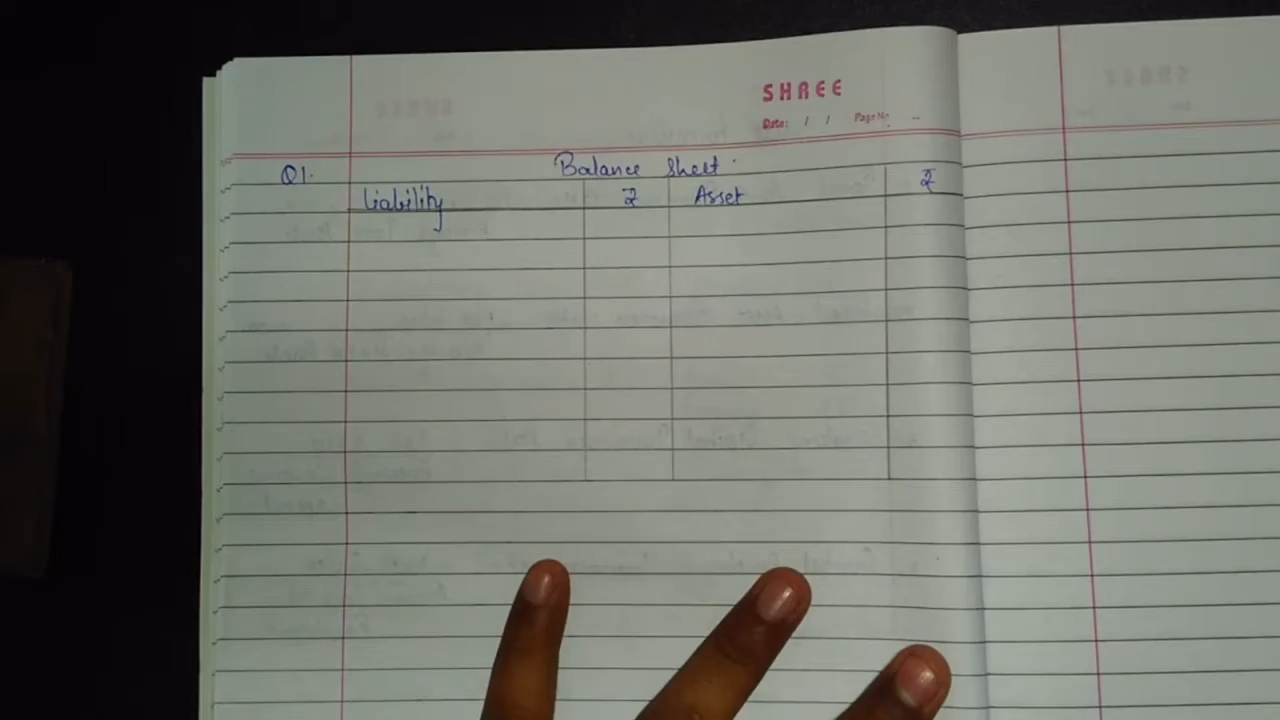 SHREE
Date: / / Page No
Q1. Balance Sheet
Liability ₹ Asset ₹